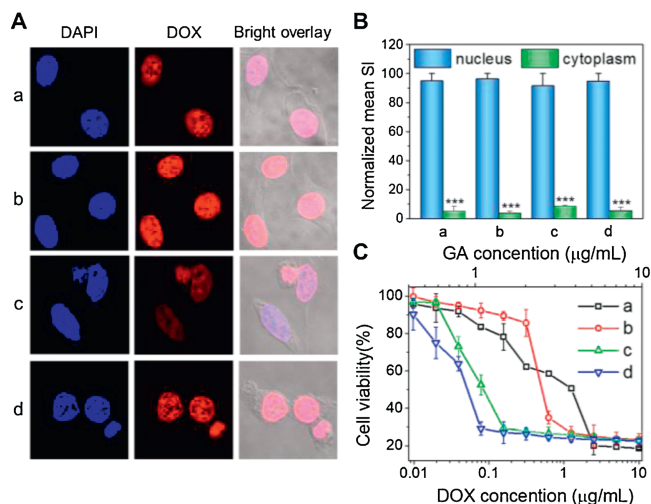 A
DAPI DOX Bright overlay
a
b
c
d
B
Normalized mean SI
120
100
80
60
40
20
0
nucleus cytoplasm
*** *** *** ***
a b c d
C
GA concention (μg/mL)
1 10
Cell viability(%)
100
80
60
40
20
a
b
c
d
0.01 0.1 1 10
DOX concention (μg/mL)